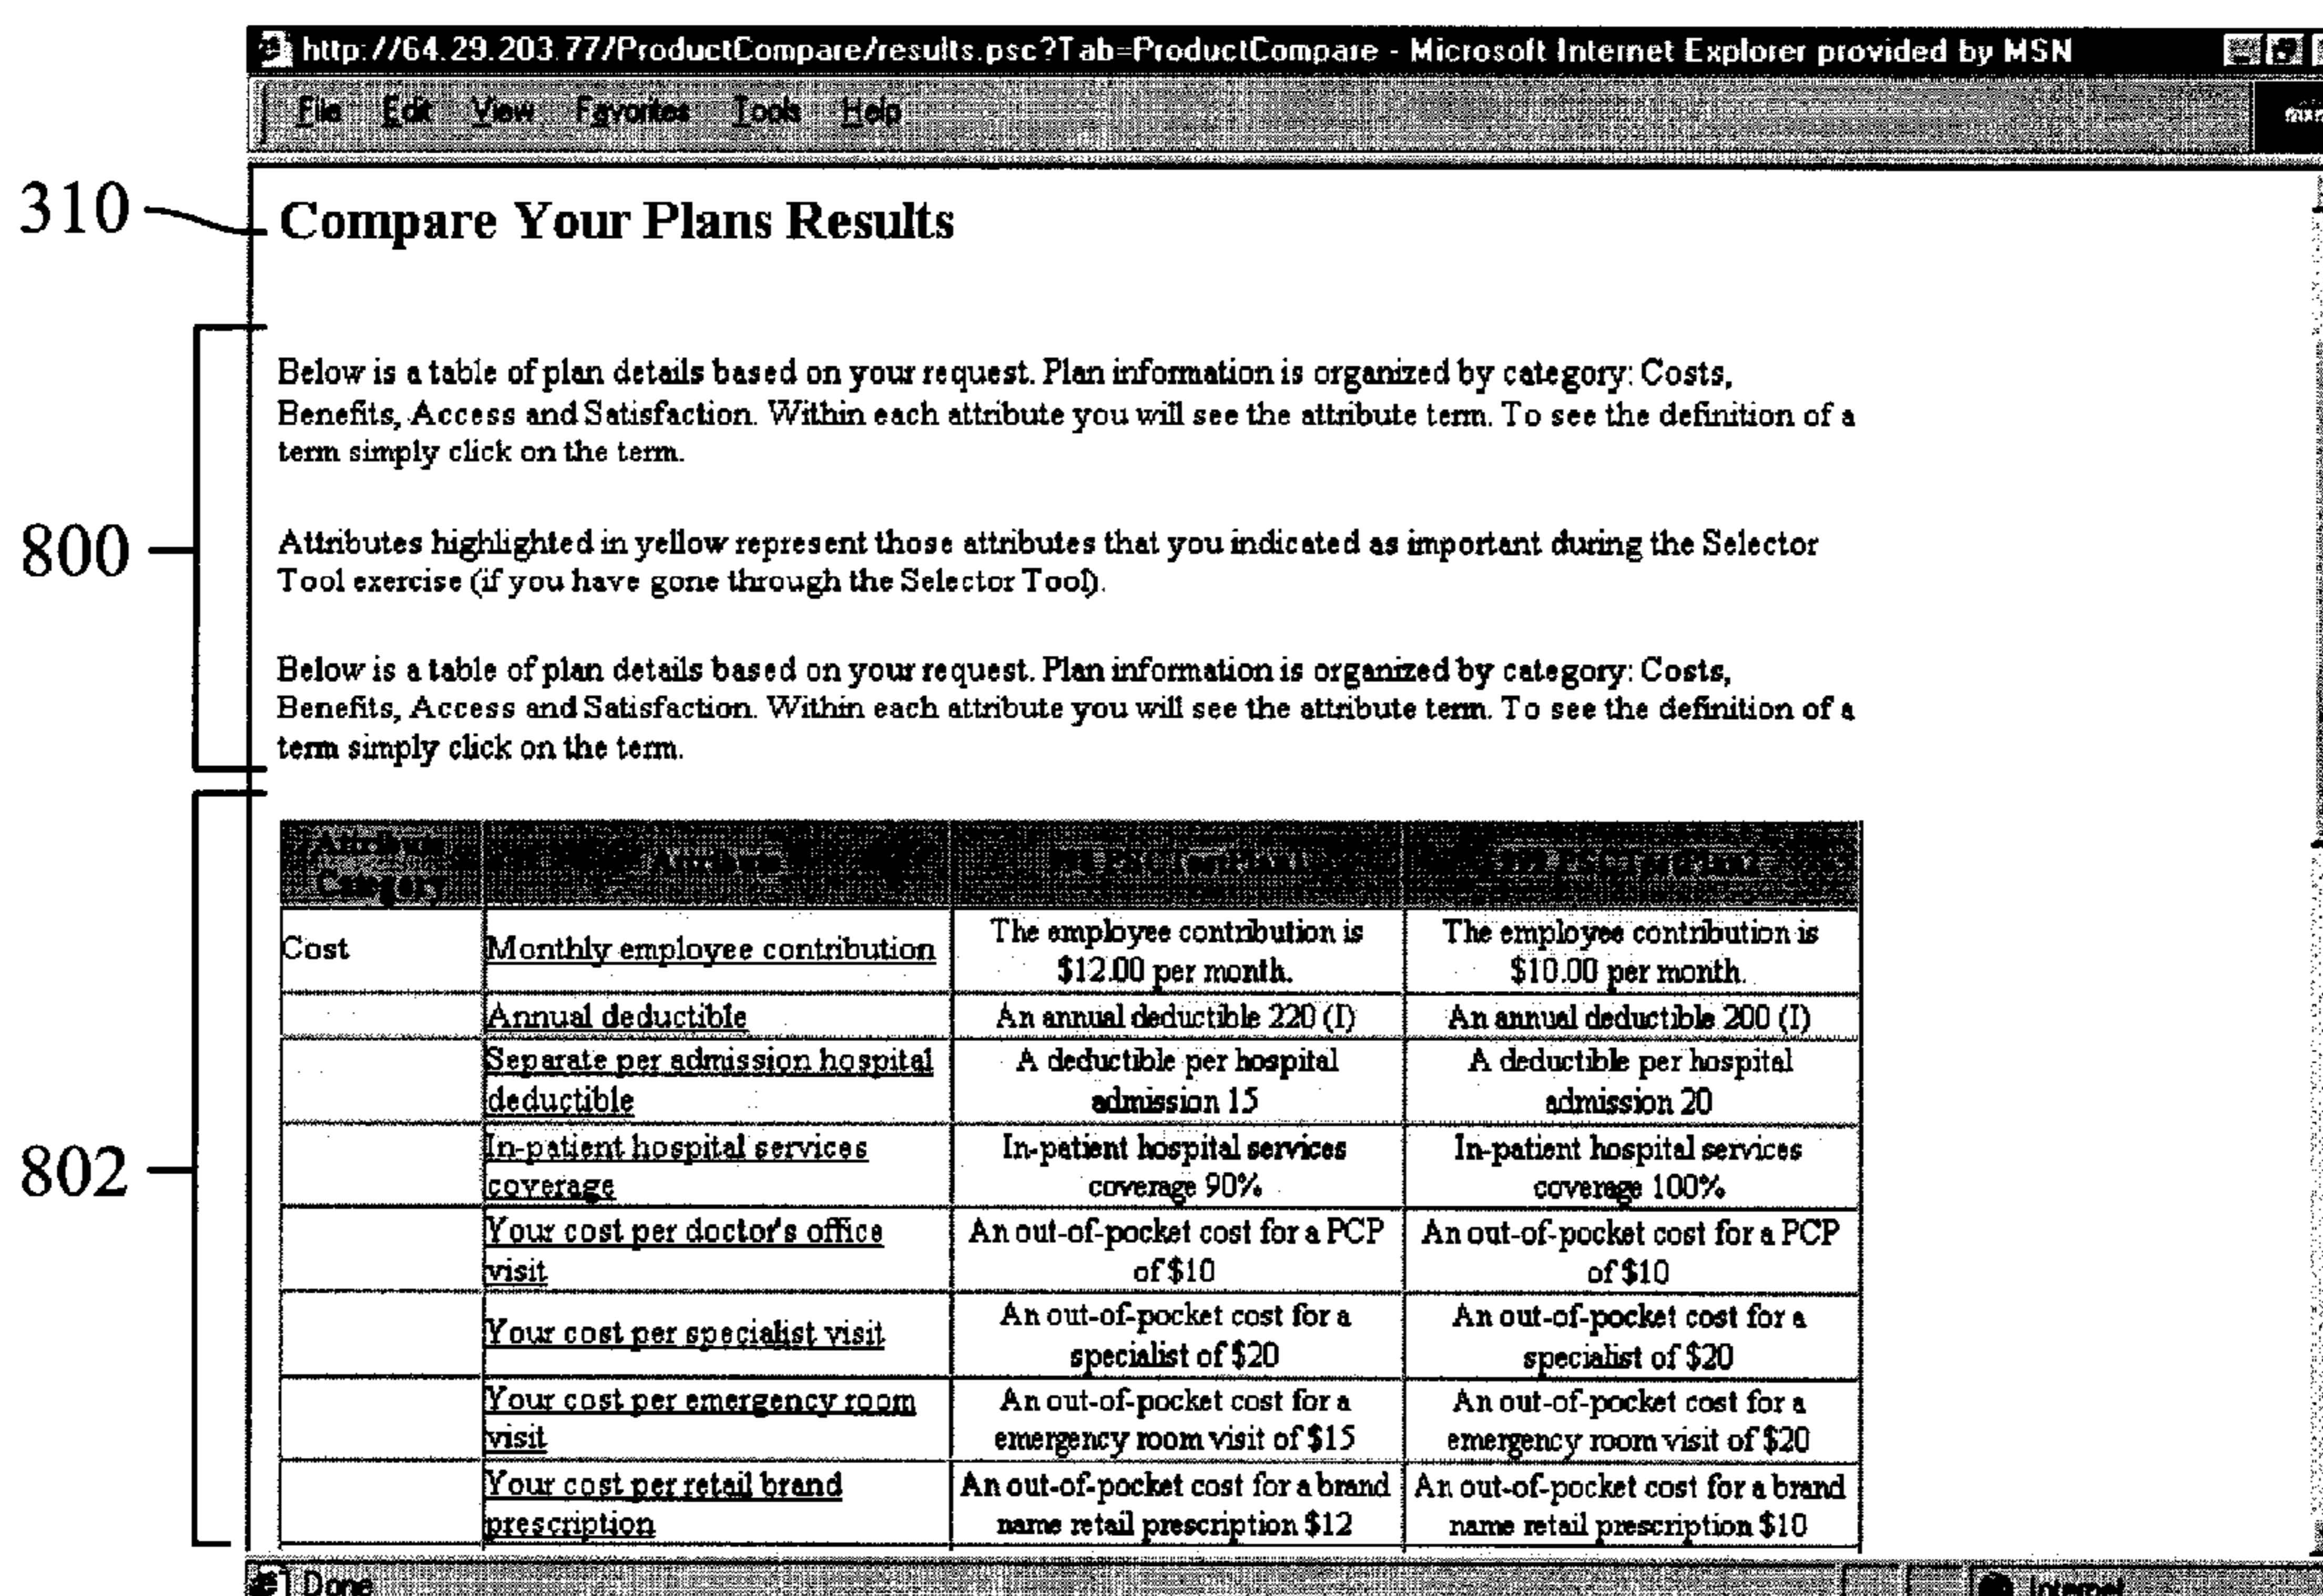 http://64.29.203.77/ProductCompare/results.psc?Tab=ProductCompare - Microsoft Internet Explorer provided by MSN
File Edit View Favorites Tools Help
310
Compare Your Plans Results
Below is a table of plan details based on your request. Plan information is organized by category: Costs,
Benefits, Access and Satisfaction. Within each attribute you will see the attribute term. To see the definition of a
term simply click on the term.
800
Attributes highlighted in yellow represent those attributes that you indicated as important during the Selector
Tool exercise (if you have gone through the Selector Tool).
Below is a table of plan details based on your request. Plan information is organized by category: Costs,
Benefits, Access and Satisfaction. Within each attribute you will see the attribute term. To see the definition of a
term simply click on the term.
802
Attribute
Category
Attribute
Cost
Monthly employee contribution
The employee contribution is
$12.00 per month.
The employee contribution is
$10.00 per month.
Annual deductible
An annual deductible 220 (I)
An annual deductible 200 (I)
Separate per admission hospital
deductible
A deductible per hospital
admission 15
A deductible per hospital
admission 20
In-patient hospital services
coverage
In-patient hospital services
coverage 90%
In-patient hospital services
coverage 100%
Your cost per doctor's office
visit
An out-of-pocket cost for a PCP
of $10
An out-of-pocket cost for a PCP
of $10
Your cost per specialist visit
An out-of-pocket cost for a
specialist of $20
An out-of-pocket cost for a
specialist of $20
Your cost per emergency room
visit
An out-of-pocket cost for a
emergency room visit of $15
An out-of-pocket cost for a
emergency room visit of $20
Your cost per retail brand
prescription
An out-of-pocket cost for a brand
name retail prescription $12
An out-of-pocket cost for a brand
name retail prescription $10
Done
Internet